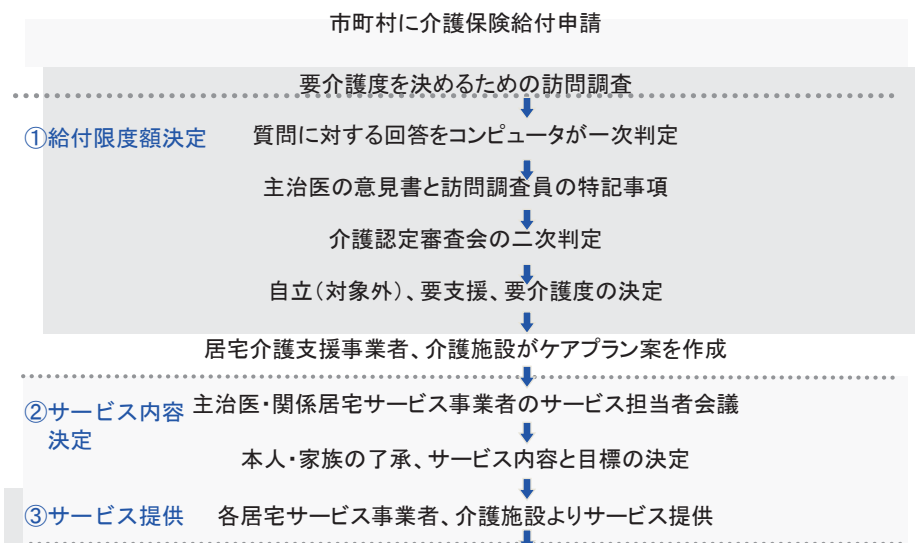 市町村に介護保険給付申請
要介護度を決めるための訪問調査
①給付限度額決定
質問に対する回答をコンピュータが一次判定
主治医の意見書と訪問調査員の特記事項
介護認定審査会の二次判定
自立（対象外）、要支援、要介護度の決定
居宅介護支援事業者、介護施設がケアプラン案を作成
②サービス内容
決定
主治医・関係居宅サービス事業者のサービス担当者会議
本人・家族の了承、サービス内容と目標の決定
③サービス提供
各居宅サービス事業者、介護施設よりサービス提供